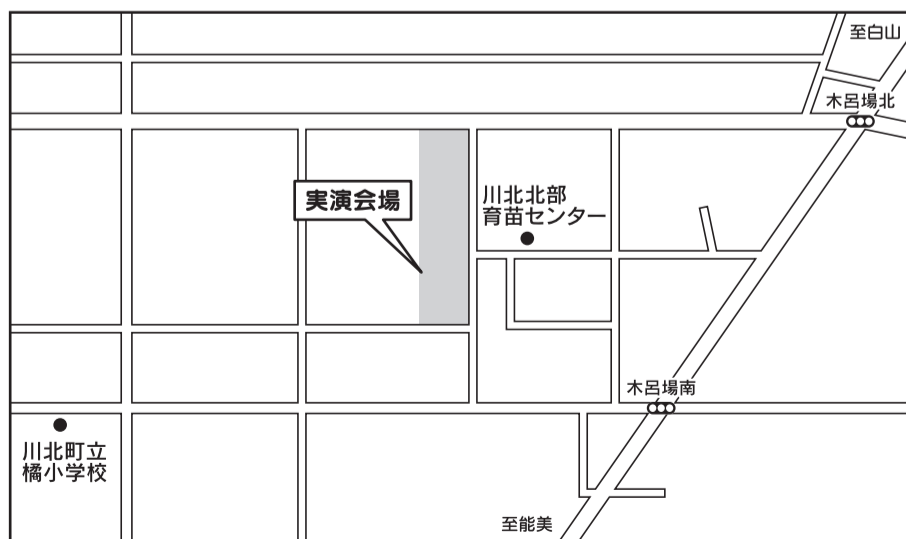 至白山
木呂場北
実演会場
川北北部
育苗センター
木呂場南
川北町立
橘小学校
至能美